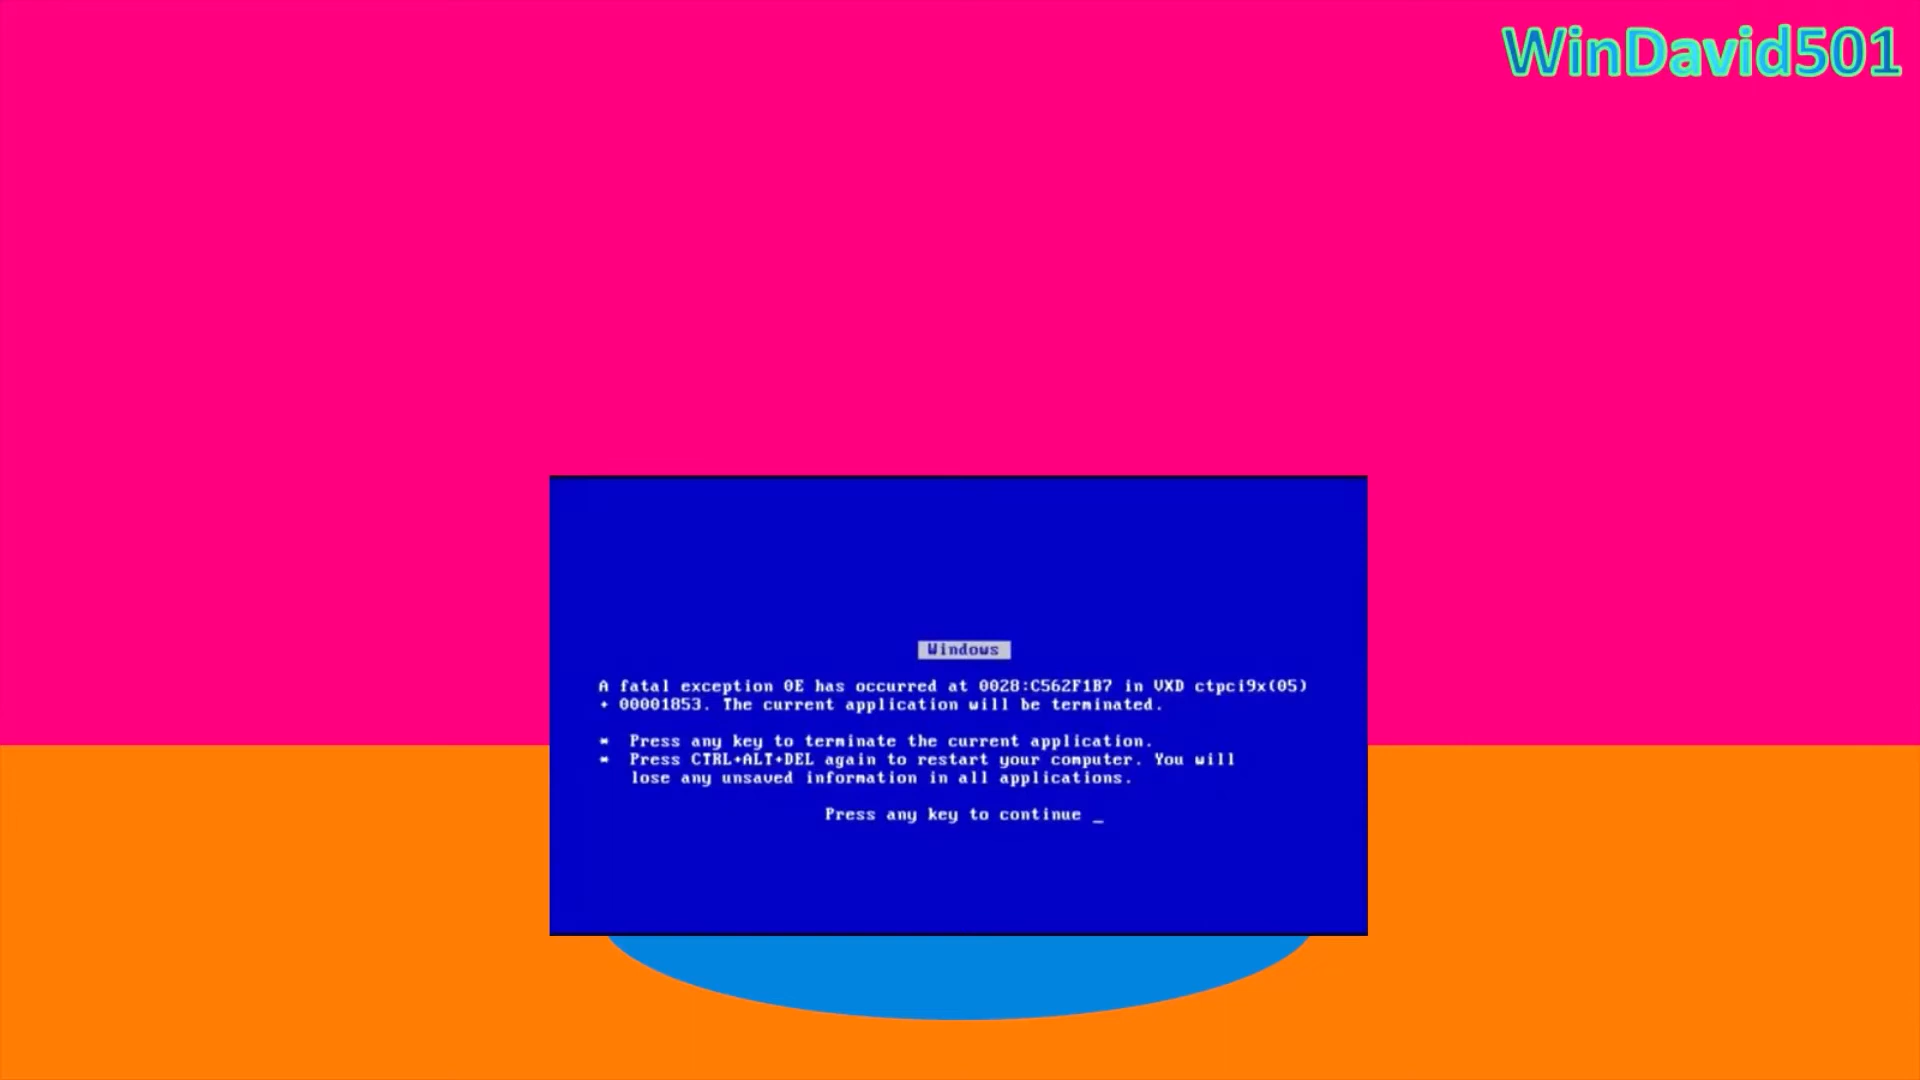 WinDavid501
Windows
A fatal exception 0E has occurred at 0028:C562F1B7 in VXD ctpci9x(05)
+ 00001853. The current application will be terminated.
* Press any key to terminate the current application.
* Press CTRL+ALT+DEL again to restart your computer. You will
lose any unsaved information in all applications.
Press any key to continue _